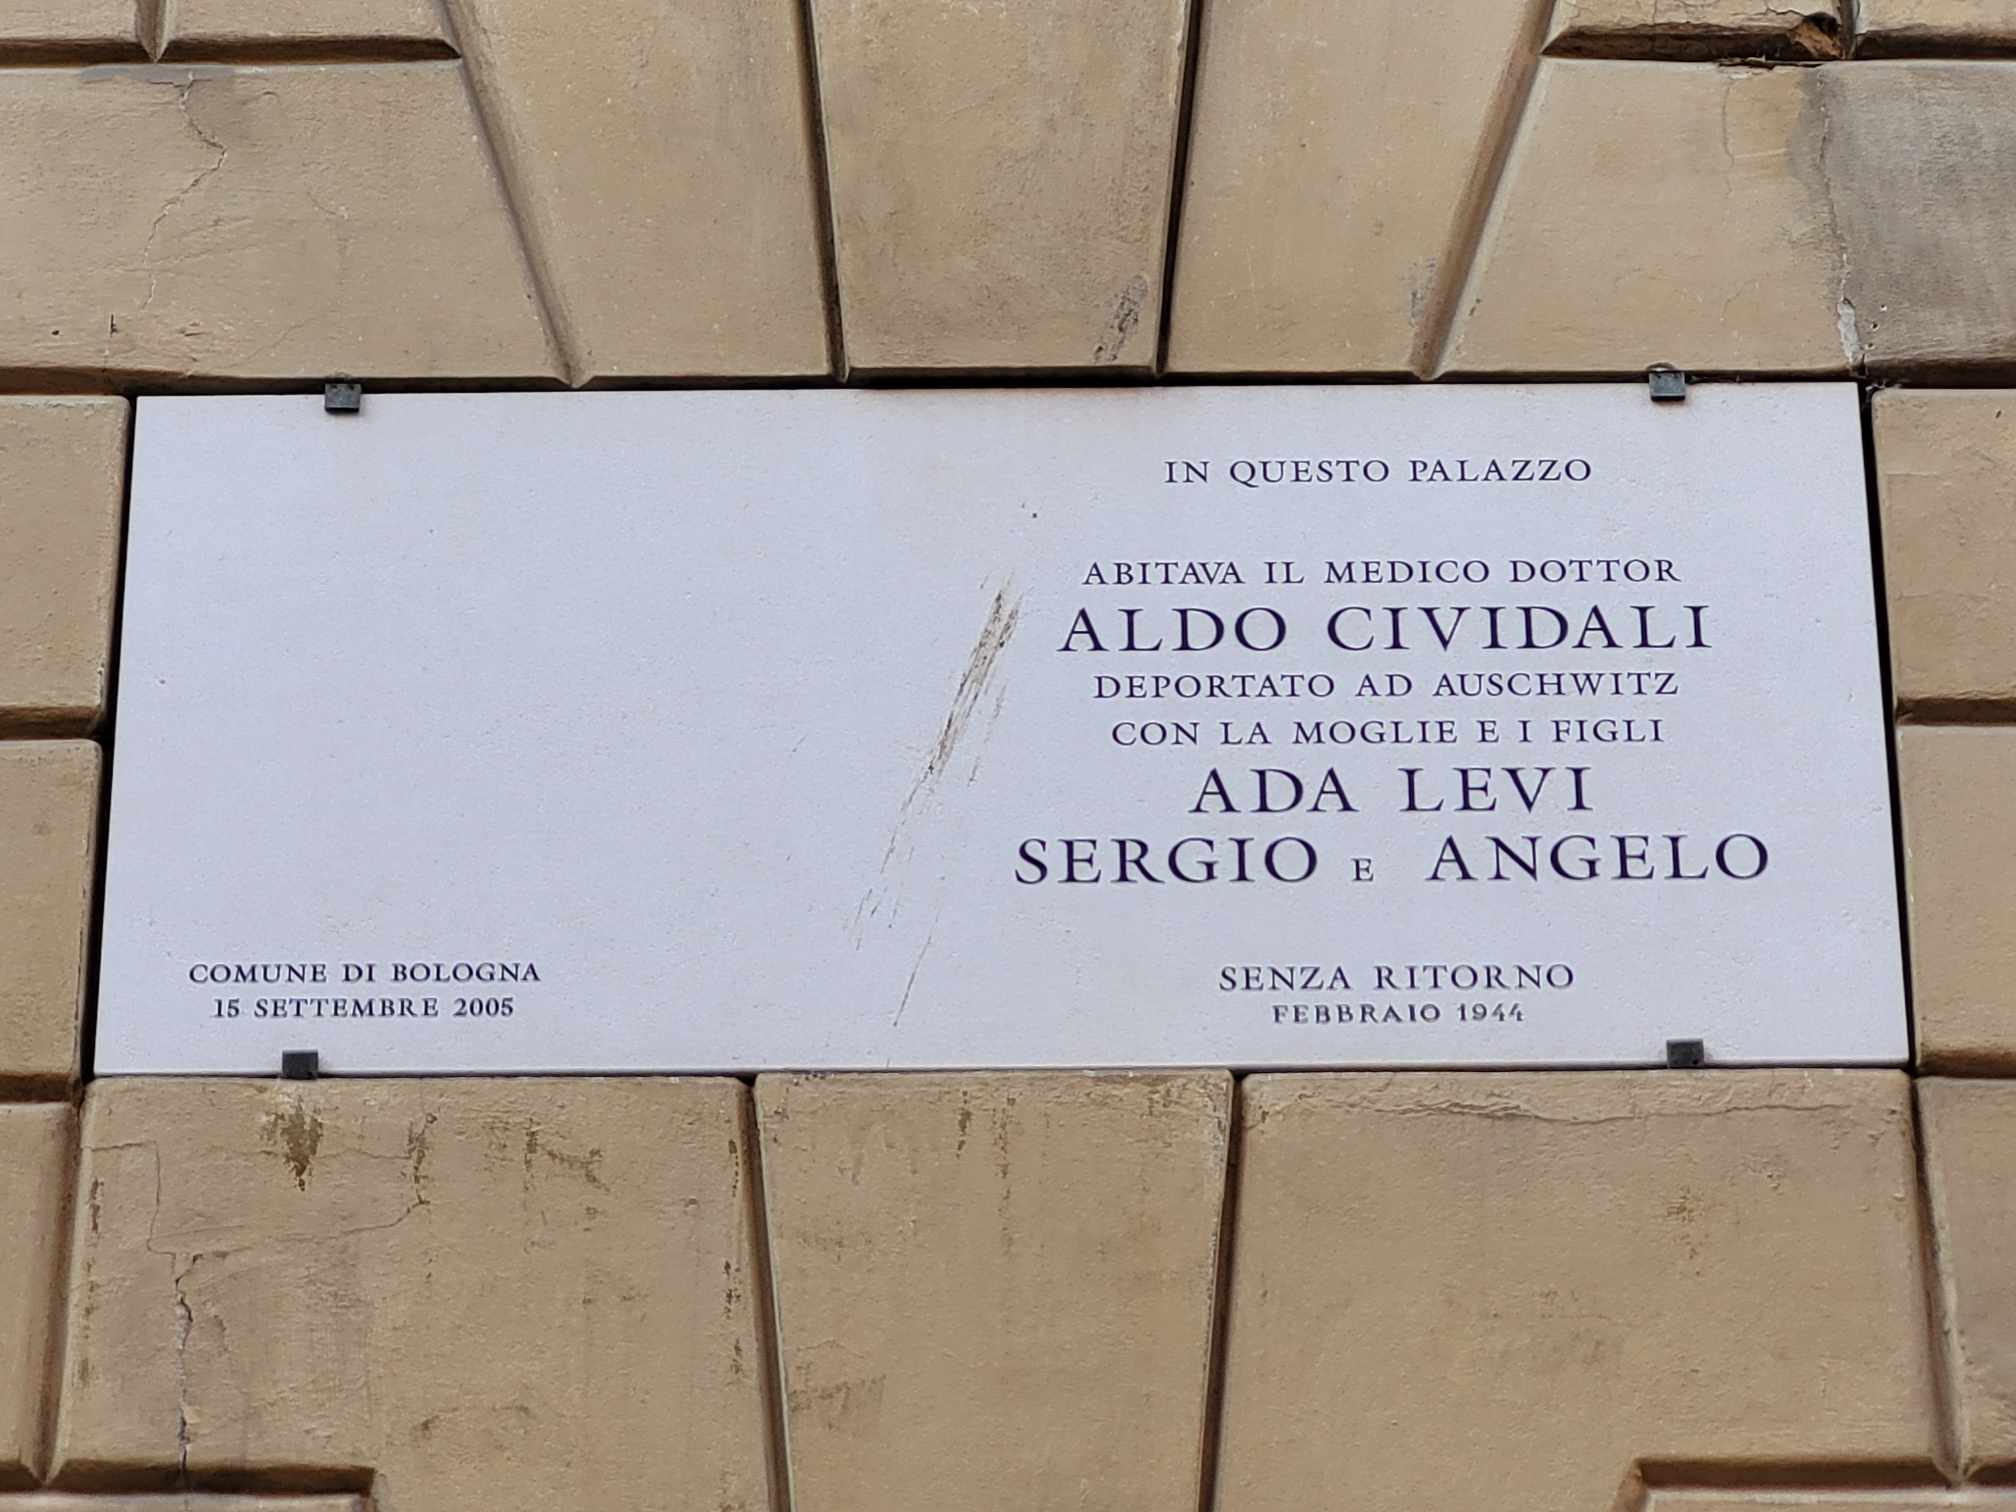 IN QUESTO PALAZZO
ABITAVA IL MEDICO DOTTOR
ALDO CIVIDALI
DEPORTATO AD AUSCHWITZ
CON LA MOGLIE E I FIGLI
ADA LEVI
SERGIO E ANGELO
SENZA RITORNO
FEBBRAIO 1944
COMUNE DI BOLOGNA
15 SETTEMBRE 2005